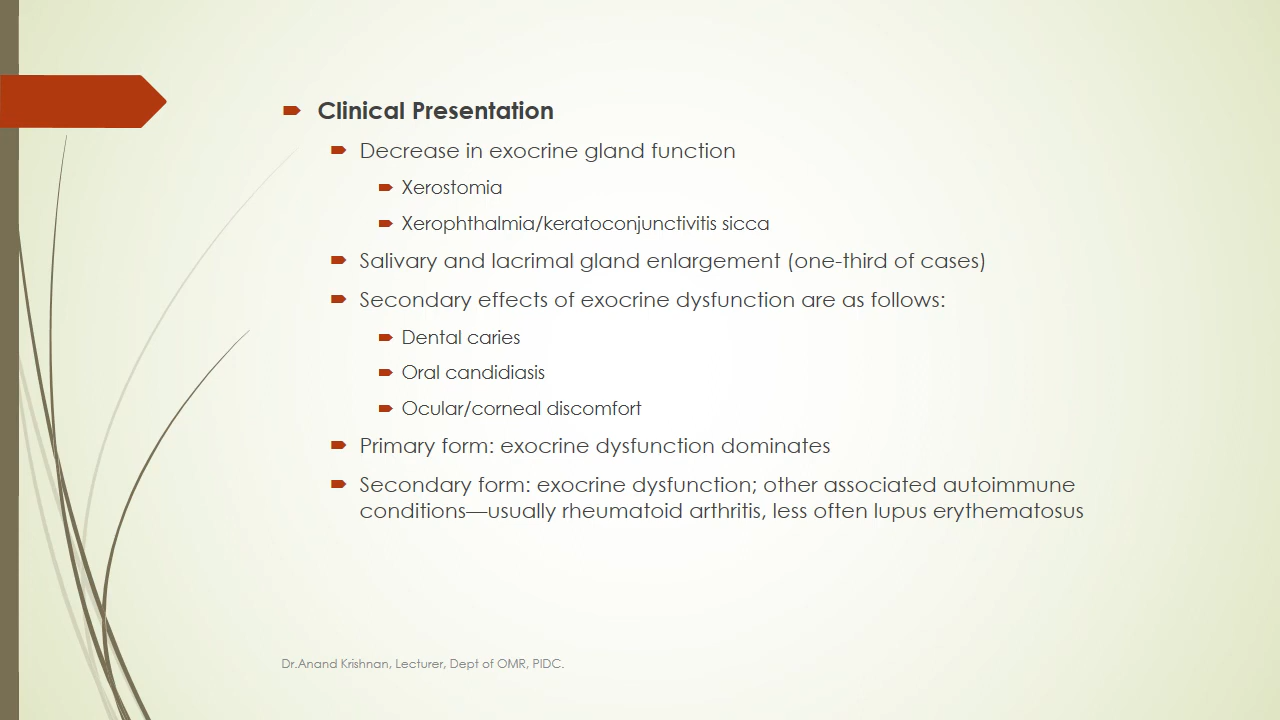 Clinical Presentation
Decrease in exocrine gland function
Xerostomia
Xerophthalmia/keratoconjunctivitis sicca
Salivary and lacrimal gland enlargement (one-third of cases)
Secondary effects of exocrine dysfunction are as follows:
Dental caries
Oral candidiasis
Ocular/corneal discomfort
Primary form: exocrine dysfunction dominates
Secondary form: exocrine dysfunction; other associated autoimmune
conditions—usually rheumatoid arthritis, less often lupus erythematosus
Dr.Anand Krishnan, Lecturer, Dept of OMR, PIDC.